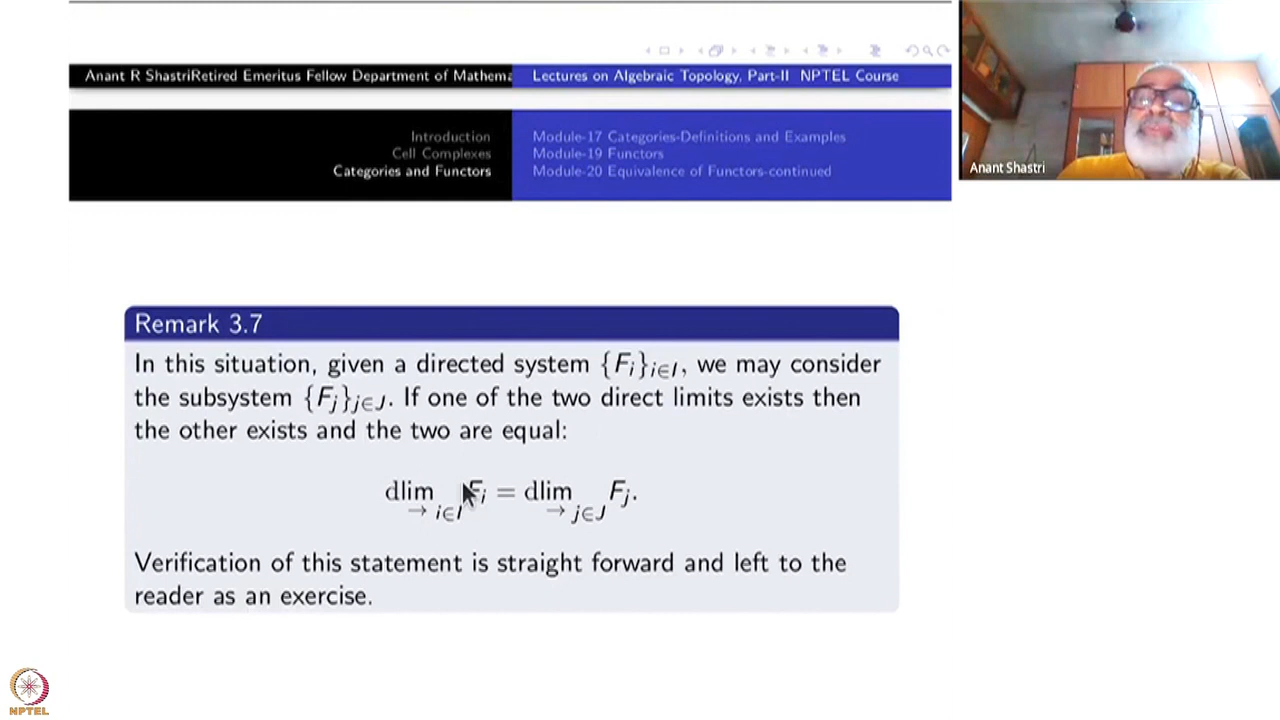 Anant R ShastriRetired Emeritus Fellow Department of Mathema
Lectures on Algebraic Topology, Part-II NPTEL Course
Introduction
Cell Complexes
Categories and Functors
Module-17 Categories-Definitions and Examples
Module-19 Functors
Module-20 Equivalence of Functors-continued
Anant Shastri
Remark 3.7
In this situation, given a directed system {F_i}_{i∈I}, we may consider
the subsystem {F_j}_{j∈J}. If one of the two direct limits exists then
the other exists and the two are equal:
dlim_{→ i∈I} F_i = dlim_{→ j∈J} F_j.
Verification of this statement is straight forward and left to the
reader as an exercise.
NPTEL